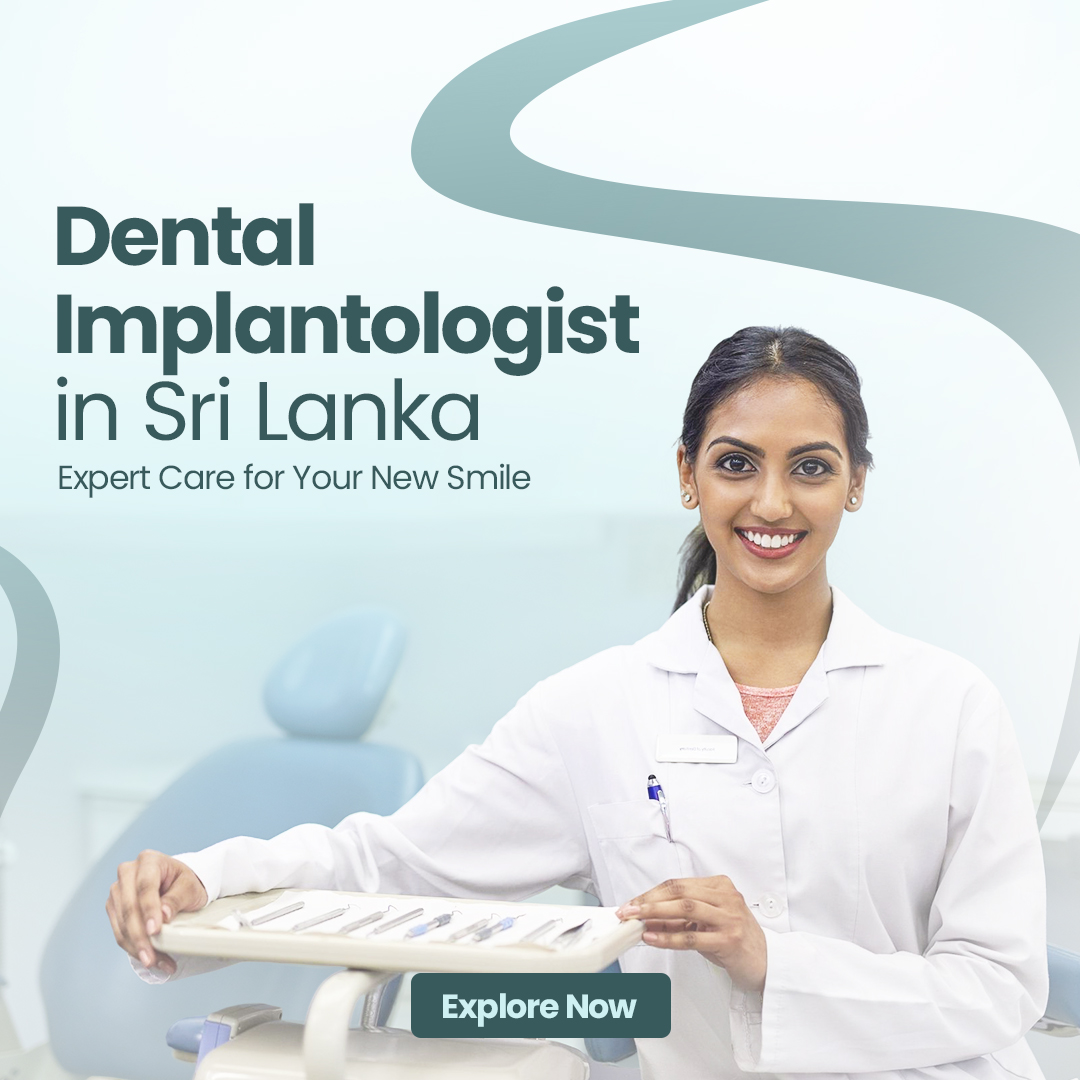 Dental
Implantologist
in Sri Lanka
Expert Care for Your New Smile
Explore Now